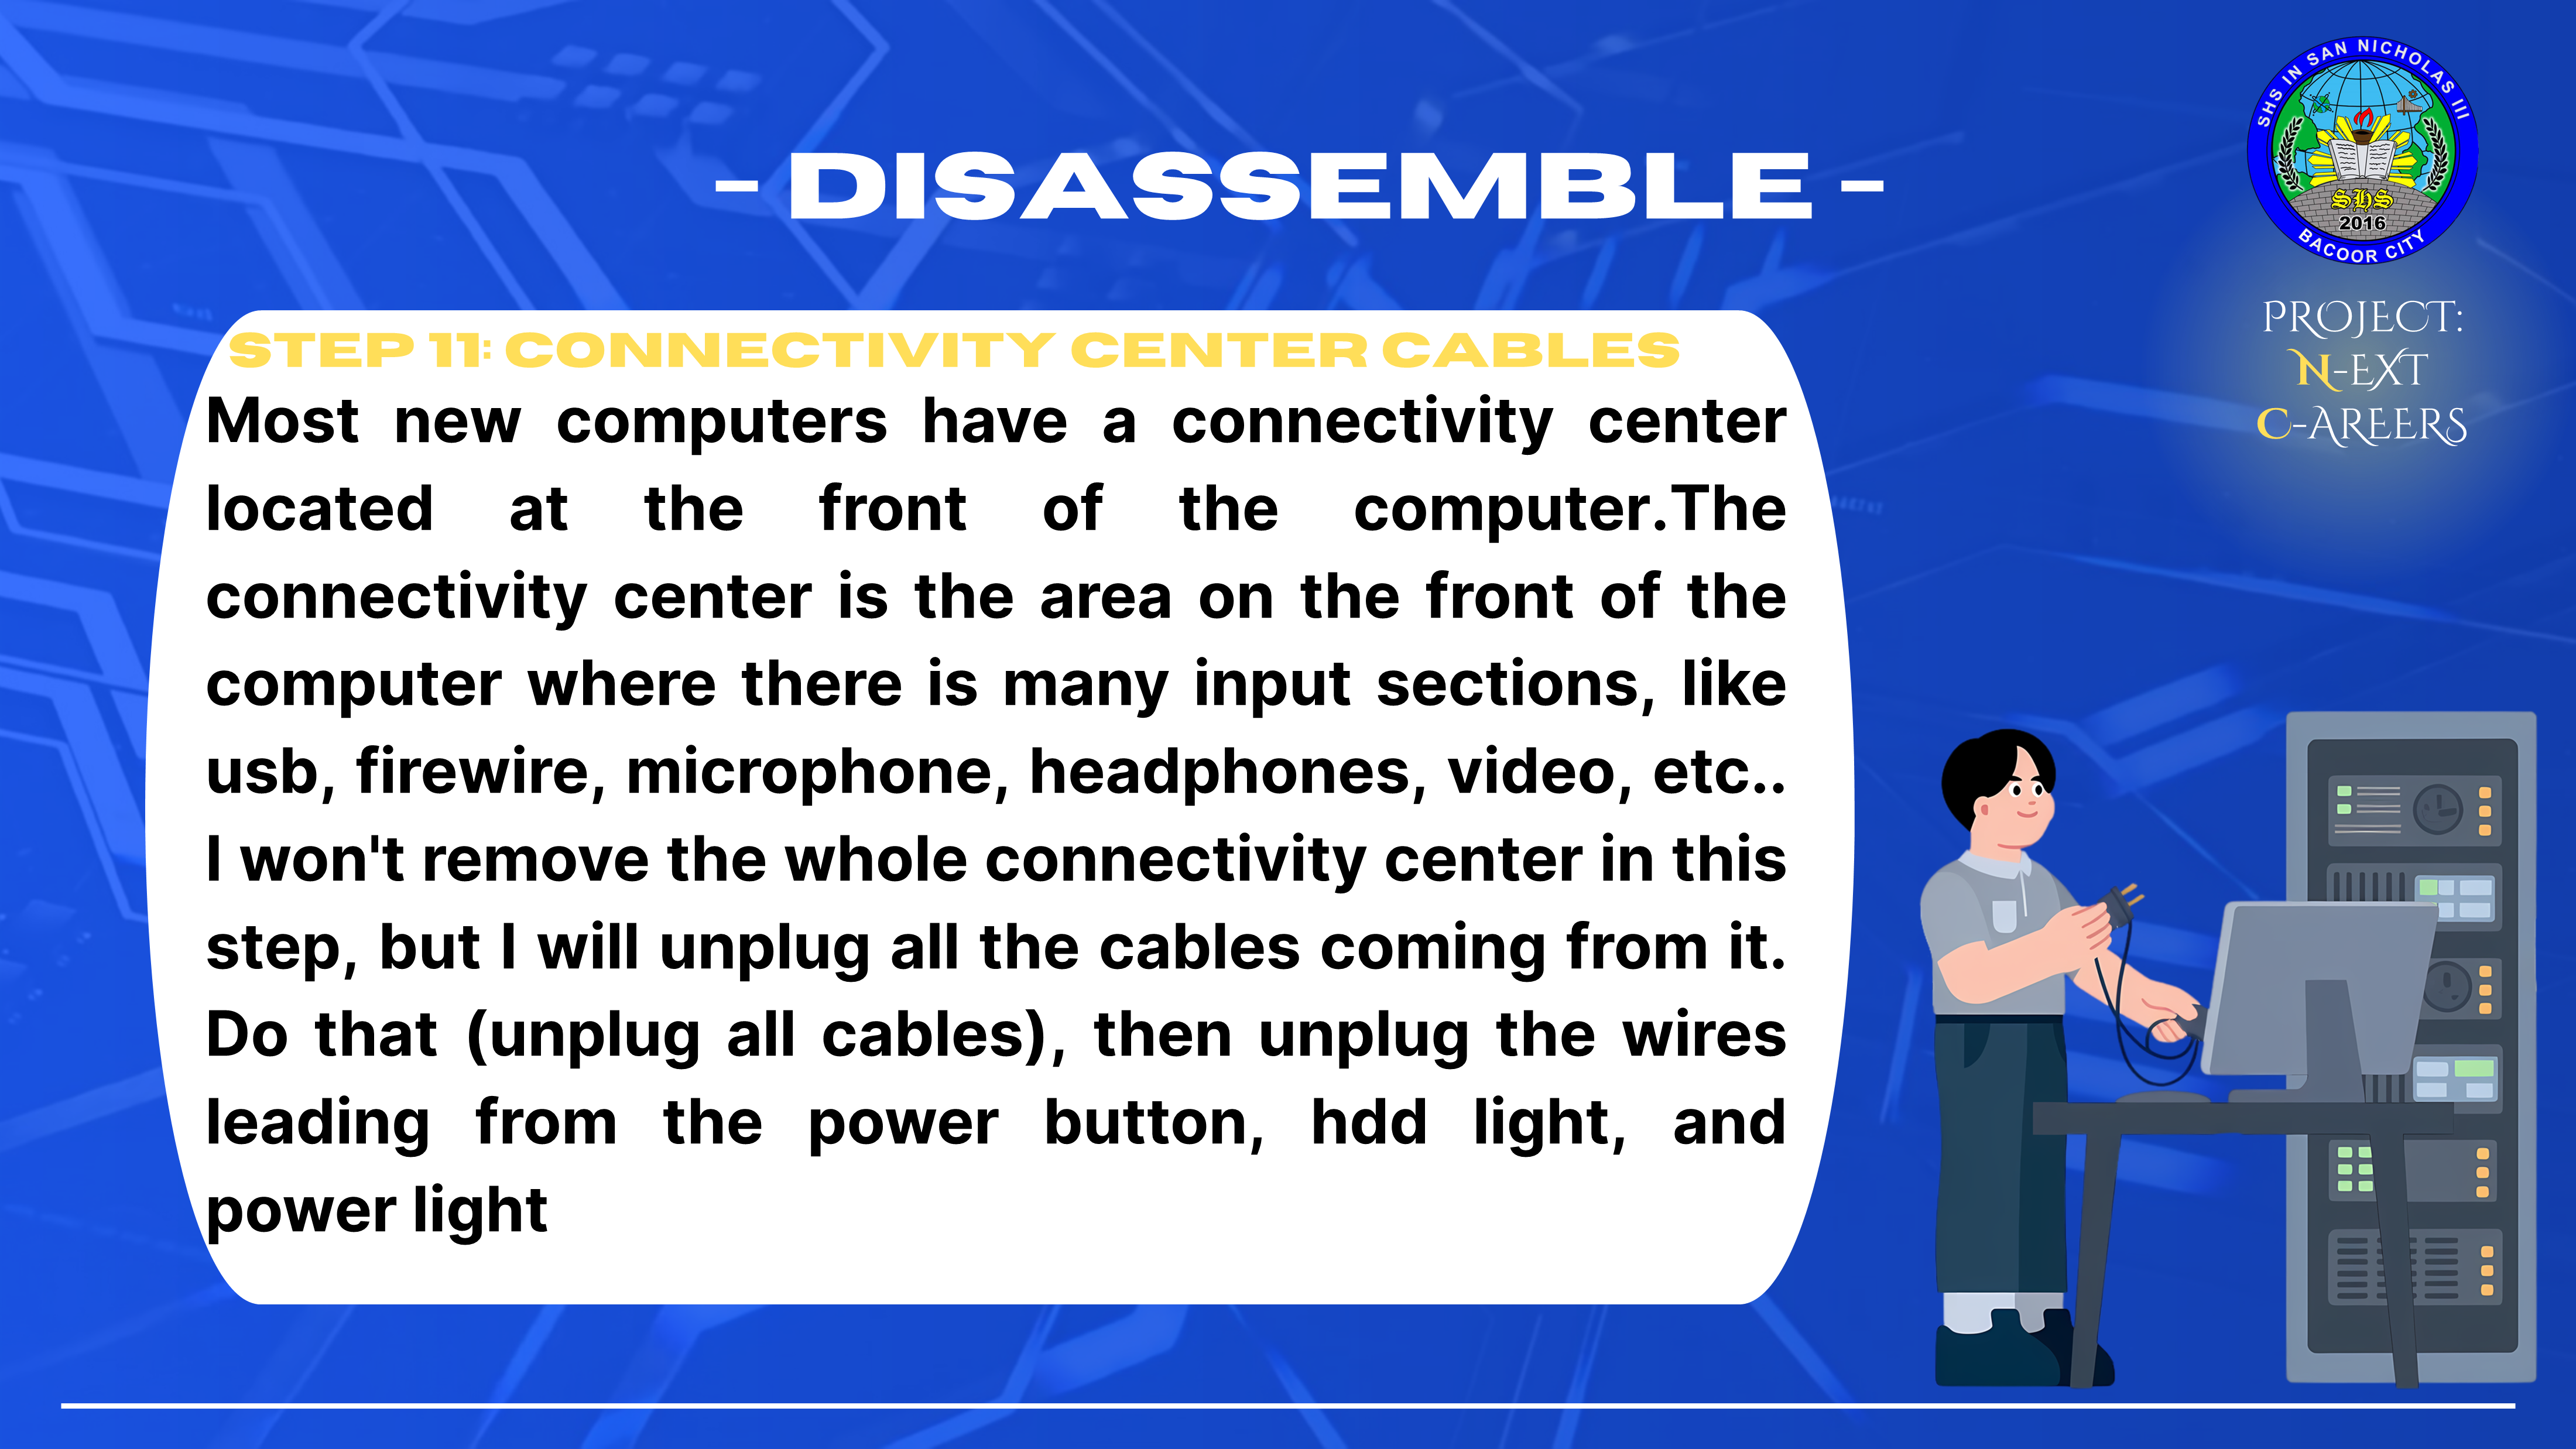 - DISASSEMBLE -
SHS IN SAN NICHOLAS III
SHS
2016
BACOOR CITY
PROJECT:
N-EXT
C-AREERS
STEP 11: CONNECTIVITY CENTER CABLES
Most new computers have a connectivity center
located at the front of the computer.The
connectivity center is the area on the front of the
computer where there is many input sections, like
usb, firewire, microphone, headphones, video, etc..
I won't remove the whole connectivity center in this
step, but I will unplug all the cables coming from it.
Do that (unplug all cables), then unplug the wires
leading from the power button, hdd light, and
power light